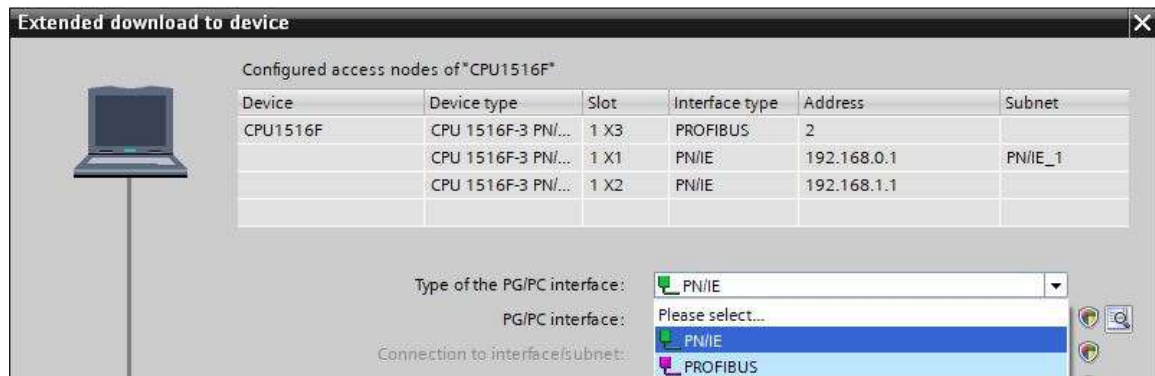 Extended download to device
Configured access nodes of "CPU1516F"
Device Device type Slot Interface type Address Subnet
CPU1516F CPU 1516F-3 PN/... 1 X3 PROFIBUS 2
CPU 1516F-3 PN/... 1 X1 PN/IE 192.168.0.1 PN/IE_1
CPU 1516F-3 PN/... 1 X2 PN/IE 192.168.1.1
Type of the PG/PC interface: PN/IE
PG/PC interface: Please select...
PN/IE
Connection to interface/subnet:
PROFIBUS